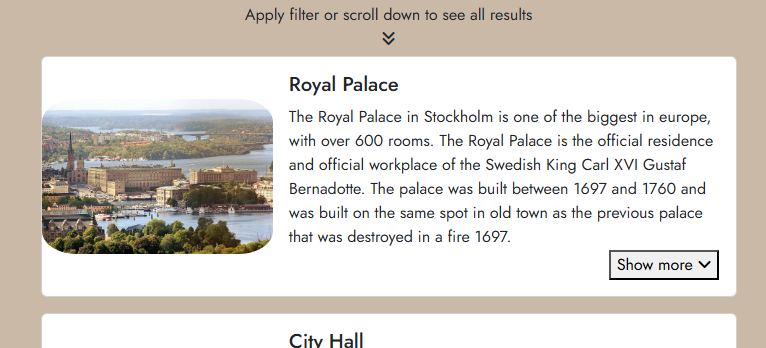 Apply filter or scroll down to see all results
Royal Palace
The Royal Palace in Stockholm is one of the biggest in europe,
with over 600 rooms. The Royal Palace is the official residence
and official workplace of the Swedish King Carl XVI Gustaf
Bernadotte. The palace was built between 1697 and 1760 and
was built on the same spot in old town as the previous palace
that was destroyed in a fire 1697.
Show more
City Hall